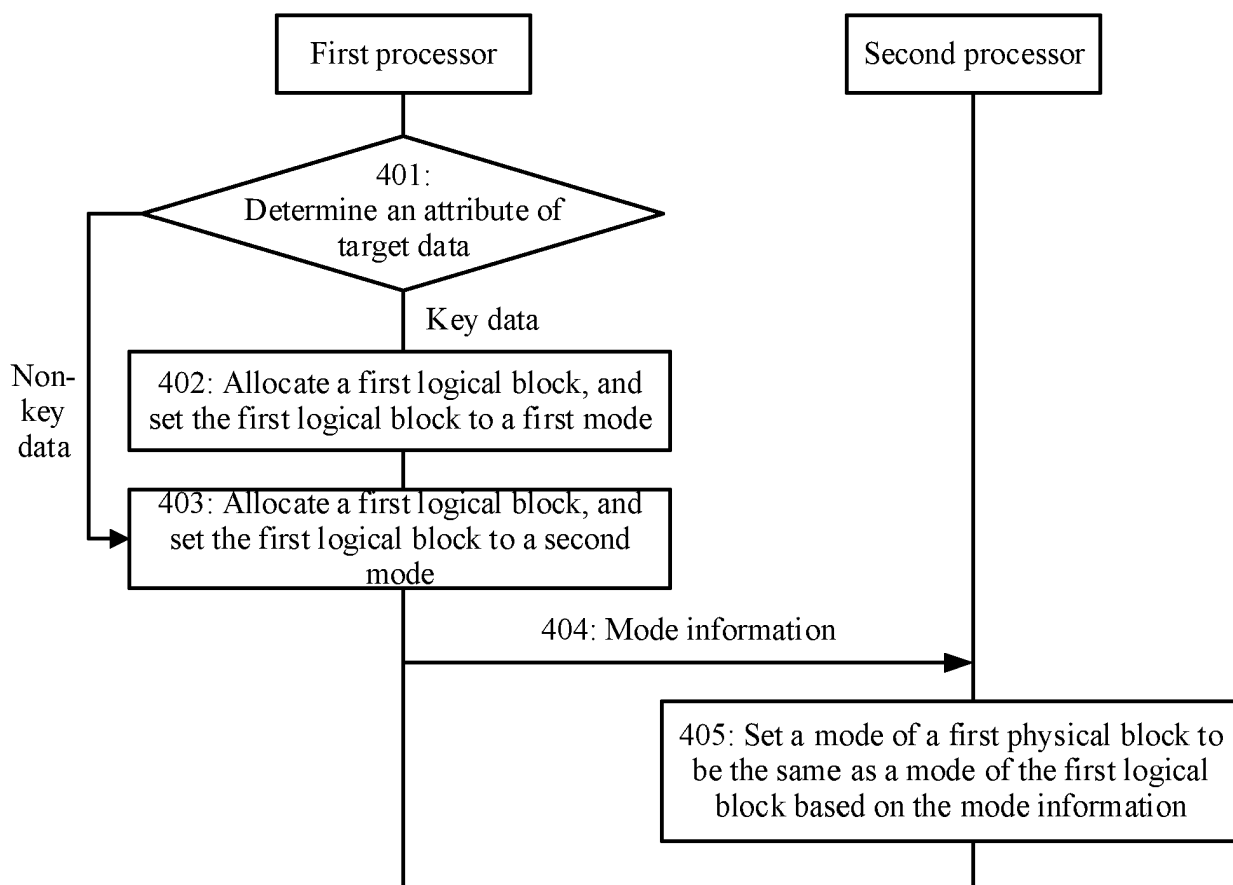 First processor
Second processor
401:
Determine an attribute of
target data
Key data
Non-
key
data
402: Allocate a first logical block, and
set the first logical block to a first mode
403: Allocate a first logical block, and
set the first logical block to a second
mode
404: Mode information
405: Set a mode of a first physical block to
be the same as a mode of the first logical
block based on the mode information